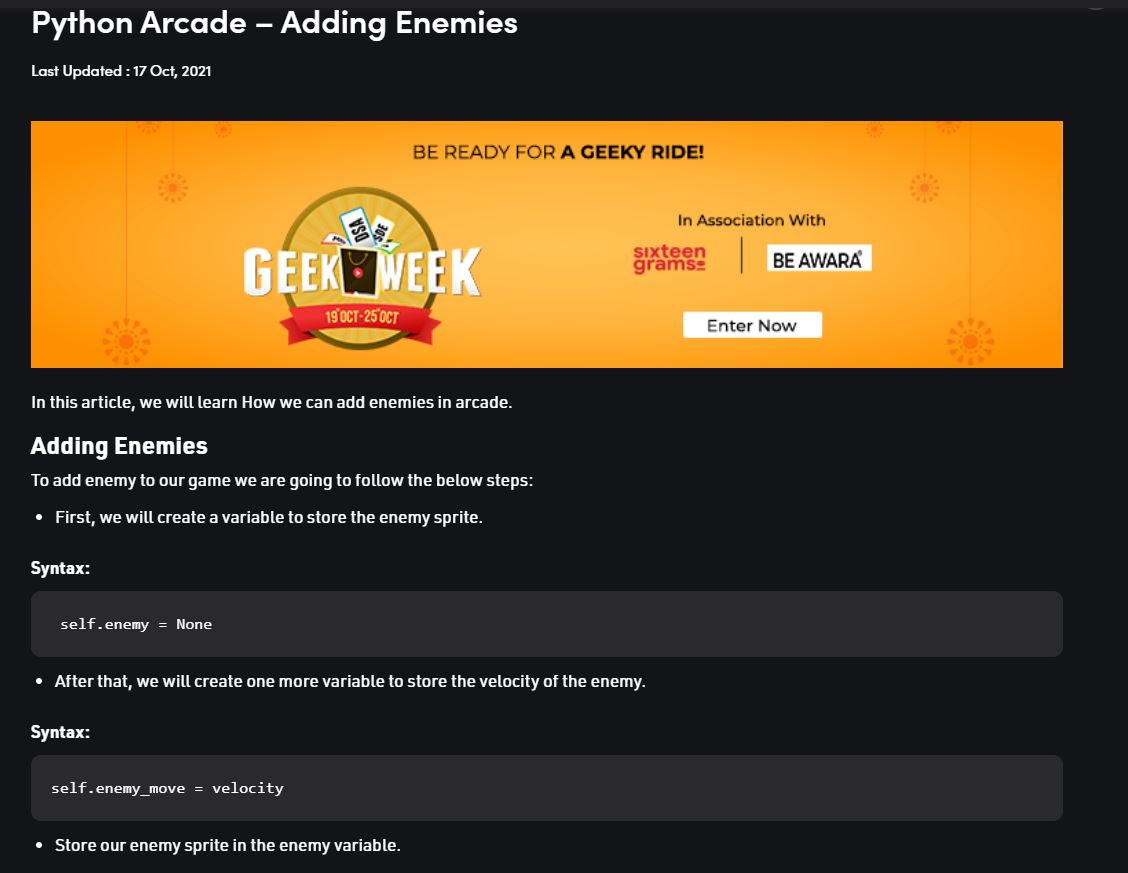 Python Arcade – Adding Enemies
Last Updated : 17 Oct, 2021
BE READY FOR A GEEKY RIDE!
DSA
SDE
GEEK WEEK
19 OCT-25 OCT
In Association With
sixteen
grams
BE AWARA
Enter Now
In this article, we will learn How we can add enemies in arcade.
Adding Enemies
To add enemy to our game we are going to follow the below steps:
• First, we will create a variable to store the enemy sprite.
Syntax:
self.enemy = None
• After that, we will create one more variable to store the velocity of the enemy.
Syntax:
self.enemy_move = velocity
• Store our enemy sprite in the enemy variable.